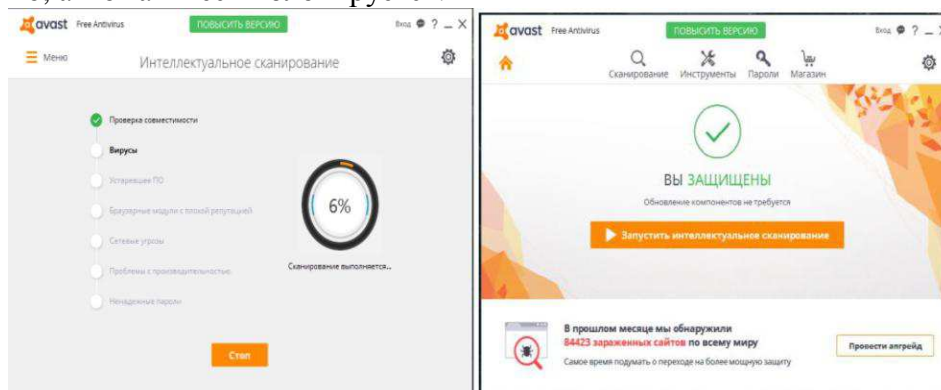 avast Free Antivirus ПОВЫСИТЬ ВЕРСИЮ Вход ? _ X
Меню Интеллектуальное сканирование
Проверка совместимости
Вирусы
Устаревшее ПО
Браузерные модули с плохой репутацией
Сетевые угрозы
Проблемы с производительностью
Ненадежные пароли
6%
Сканирование выполняется...
Стоп
avast Free Antivirus ПОВЫСИТЬ ВЕРСИЮ Вход ? _
Сканирование Инструменты Пароли Магазин
ВЫ ЗАЩИЩЕНЫ
Обновление компонентов не требуется
Запустить интеллектуальное сканирование
В прошлом месяце мы обнаружили
84423 зараженных сайтов по всему миру
Самое время подумать о переходе на более мощную защиту
Провести апгрейд